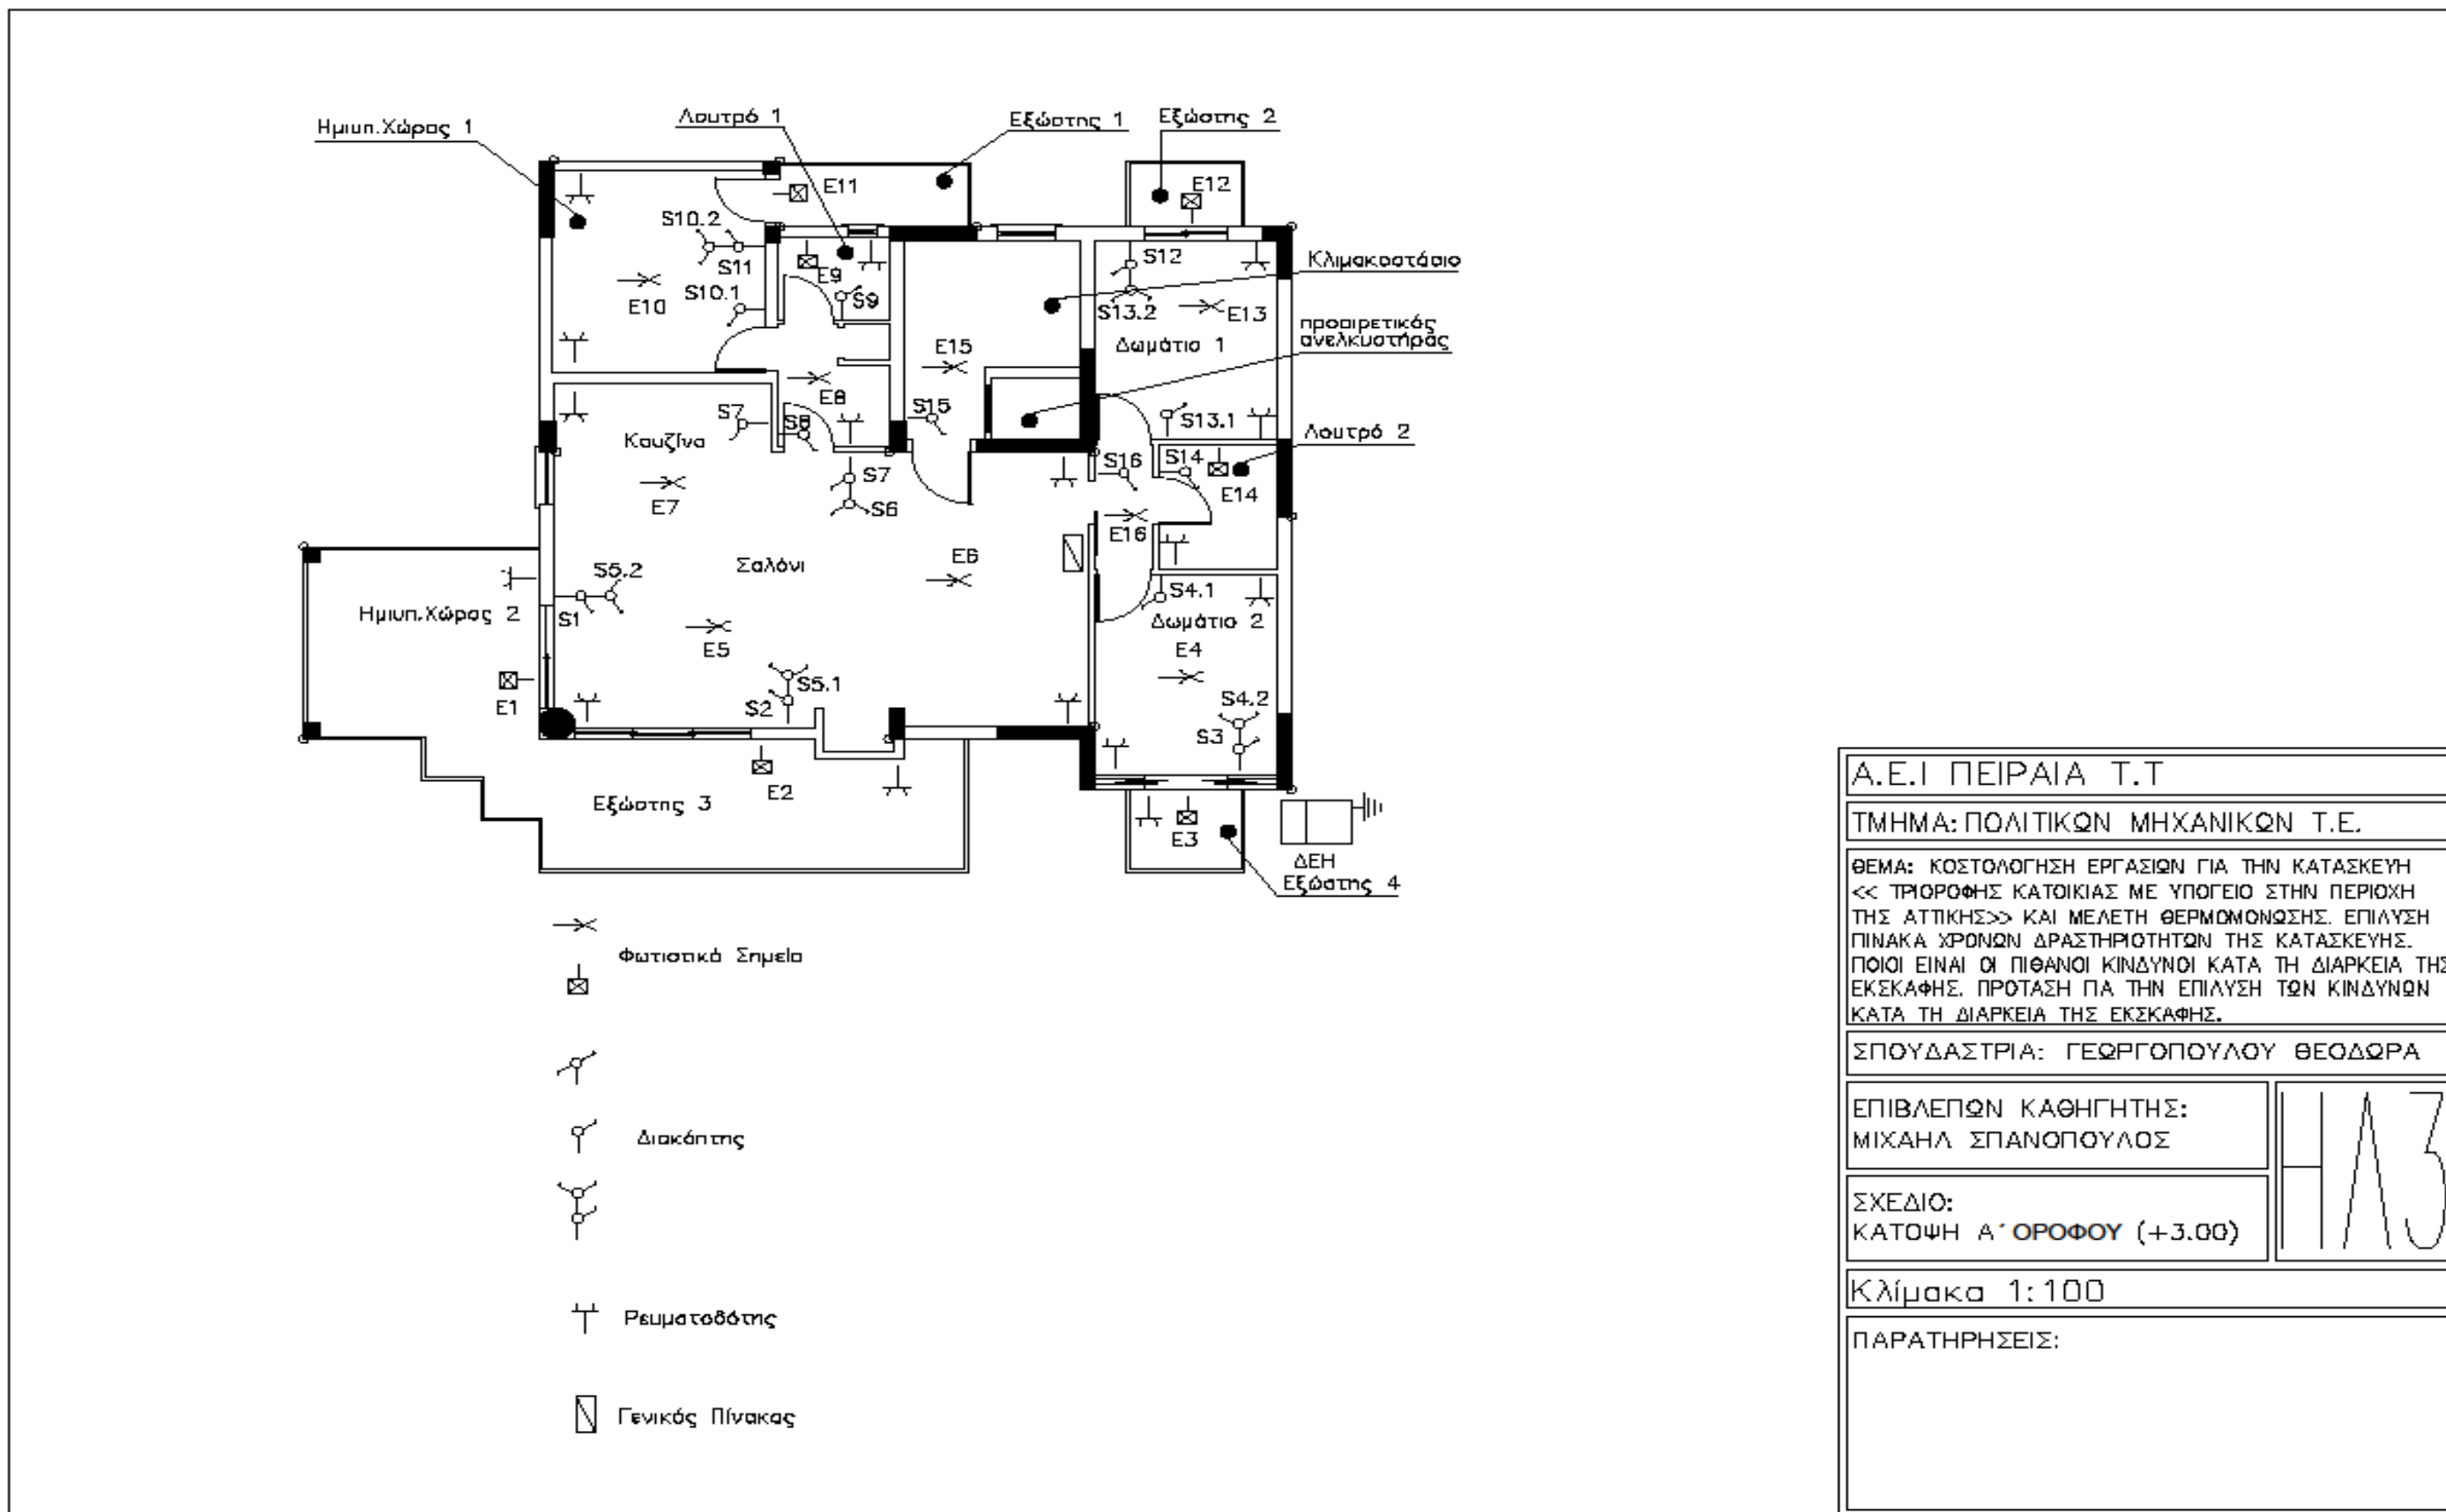 Ημιυπ.Χώρος 1
Λουτρό 1
Εξώστης 1
Εξώστης 2
E11
E12
S10.2
S11
E9
S12
Κλιμακοστάσιο
E10
S10.1
S9
S13.2
E13
προαιρετικός
ανελκυστήρας
E15
Δωμάτιο 1
E8
S7
S8
S15
S13.1
Κουζίνα
Λουτρό 2
S16
S14
E7
S7
S6
E14
E16
Σαλόνι
E6
S5.2
S4.1
Ημιυπ.Χώρος 2
S1
Δωμάτιο 2
E5
E4
S5.1
S4.2
E1
S2
S3
E2
Εξώστης 3
E3
ΔΕΗ
Εξώστης 4
Φωτιστικό Σημείο
Διακόπτης
Ρευματοδότης
Γενικός Πίνακας
Α.Ε.Ι ΠΕΙΡΑΙΑ Τ.Τ
ΤΜΗΜΑ: ΠΟΛΙΤΙΚΩΝ ΜΗΧΑΝΙΚΩΝ Τ.Ε.
ΘΕΜΑ: ΚΟΣΤΟΛΟΓΗΣΗ ΕΡΓΑΣΙΩΝ ΓΙΑ ΤΗΝ ΚΑΤΑΣΚΕΥΗ
<< ΤΡΙΟΡΟΦΗΣ ΚΑΤΟΙΚΙΑΣ ΜΕ ΥΠΟΓΕΙΟ ΣΤΗΝ ΠΕΡΙΟΧΗ
ΤΗΣ ΑΤΤΙΚΗΣ>> ΚΑΙ ΜΕΛΕΤΗ ΘΕΡΜΟΜΟΝΩΣΗΣ. ΕΠΙΛΥΣΗ
ΠΙΝΑΚΑ ΧΡΟΝΩΝ ΔΡΑΣΤΗΡΙΟΤΗΤΩΝ ΤΗΣ ΚΑΤΑΣΚΕΥΗΣ.
ΠΟΙΟΙ ΕΙΝΑΙ ΟΙ ΠΙΘΑΝΟΙ ΚΙΝΔΥΝΟΙ ΚΑΤΑ ΤΗ ΔΙΑΡΚΕΙΑ ΤΗΣ
ΕΚΣΚΑΦΗΣ. ΠΡΟΤΑΣΗ ΓΙΑ ΤΗΝ ΕΠΙΛΥΣΗ ΤΩΝ ΚΙΝΔΥΝΩΝ
ΚΑΤΑ ΤΗ ΔΙΑΡΚΕΙΑ ΤΗΣ ΕΚΣΚΑΦΗΣ.
ΣΠΟΥΔΑΣΤΡΙΑ: ΓΕΩΡΓΟΠΟΥΛΟΥ ΘΕΟΔΩΡΑ
ΕΠΙΒΛΕΠΩΝ ΚΑΘΗΓΗΤΗΣ:
ΜΙΧΑΗΛ ΣΠΑΝΟΠΟΥΛΟΣ
ΗΛ3
ΣΧΕΔΙΟ:
ΚΑΤΟΨΗ Α΄ ΟΡΟΦΟΥ (+3.00)
Κλίμακα 1:100
ΠΑΡΑΤΗΡΗΣΕΙΣ: